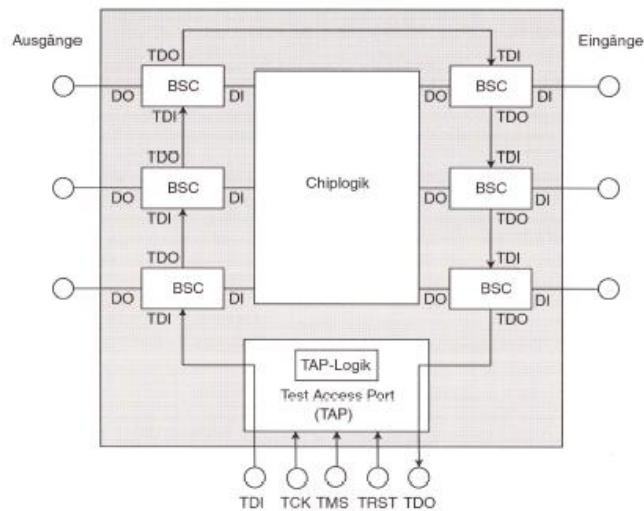 Ausgänge
Eingänge
TDO
TDI
DO
BSC
DI
DO
BSC
DI
TDI
TDO
TDO
TDI
DO
BSC
DI
Chiplogik
DO
BSC
DI
TDI
TDO
TDO
TDI
DO
BSC
DI
DO
BSC
DI
TDI
TDO
TAP-Logik
Test Access Port
(TAP)
TDI
TCK
TMS
TRST
TDO